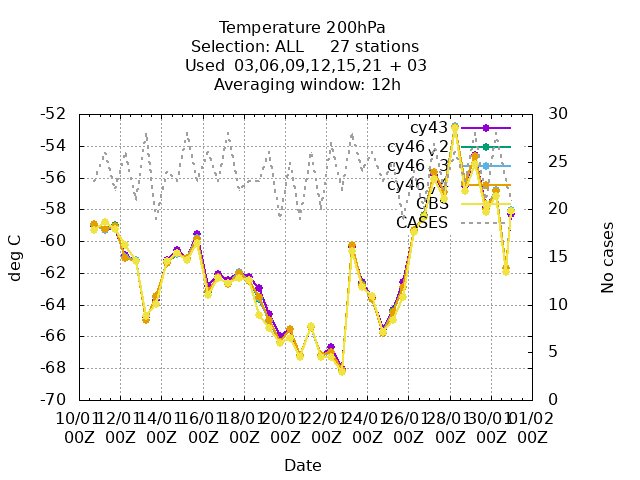 Temperature 200hPa
Selection: ALL 27 stations
Used 03,06,09,12,15,21 + 03
Averaging window: 12h
-52
-54
-56
-58
-60
-62
-64
-66
-68
-70
deg C
30
25
20
15
10
5
0
No cases
cy43
cy46_v2
cy46_v3
OBS
CASES
10/01 12/01 14/01 16/01 18/01 20/01 22/01 24/01 26/01 28/01 30/01 01/02
00Z 00Z 00Z 00Z 00Z 00Z 00Z 00Z 00Z 00Z 00Z 00Z
Date